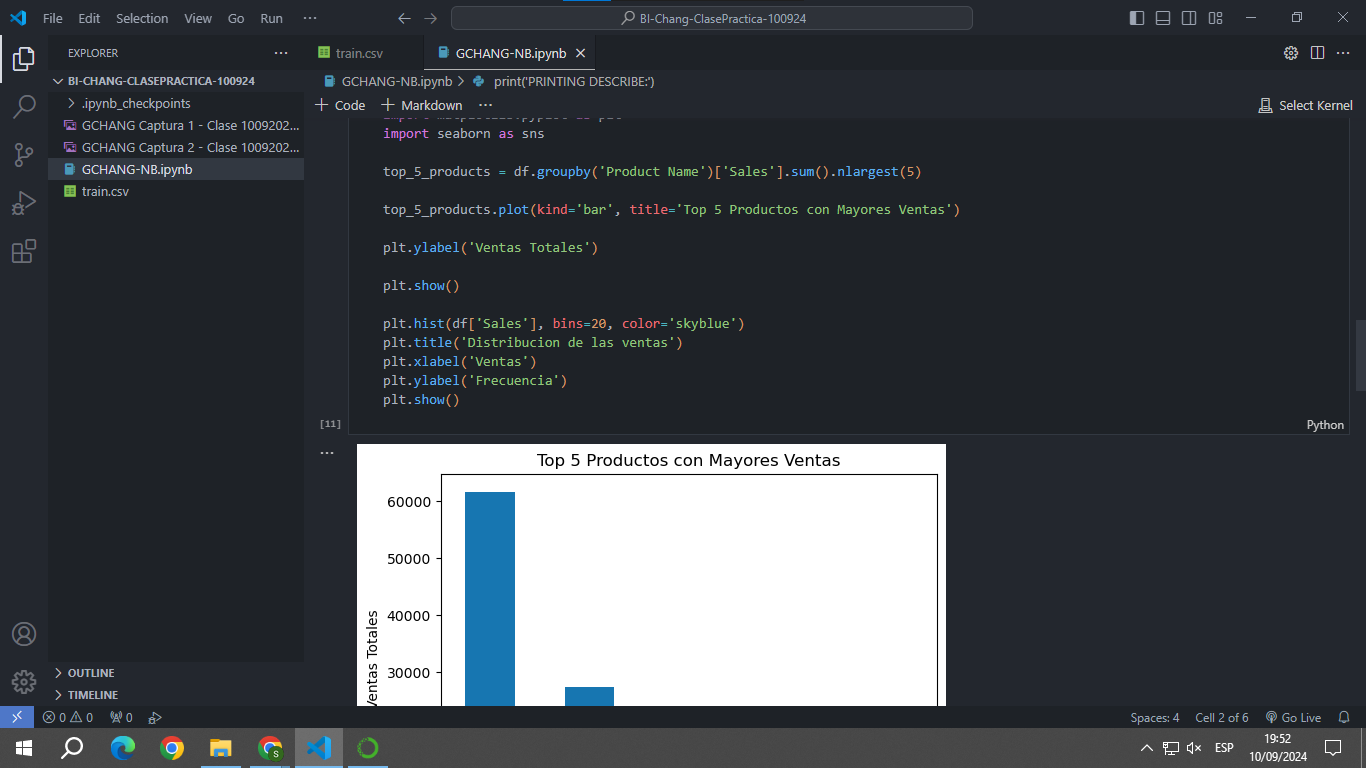 File Edit Selection View Go Run ···
BI-Chang-ClasePractica-100924
EXPLORER
BI-CHANG-CLASEPRACTICA-100924
.ipynb_checkpoints
GCHANG Captura 1 - Clase 1009202...
GCHANG Captura 2 - Clase 1009202...
GCHANG-NB.ipynb
train.csv
OUTLINE
TIMELINE
train.csv GCHANG-NB.ipynb
GCHANG-NB.ipynb > print('PRINTING DESCRIBE:')
+ Code + Markdown ··· Select Kernel
import matplotlib.pyplot as plt
import seaborn as sns
top_5_products = df.groupby('Product Name')['Sales'].sum().nlargest(5)
top_5_products.plot(kind='bar', title='Top 5 Productos con Mayores Ventas')
plt.ylabel('Ventas Totales')
plt.show()
plt.hist(df['Sales'], bins=20, color='skyblue')
plt.title('Distribucion de las ventas')
plt.xlabel('Ventas')
plt.ylabel('Frecuencia')
plt.show()
[11] Python
Top 5 Productos con Mayores Ventas
60000
50000
40000
30000
Ventas Totales
0 0 0 Spaces: 4 Cell 2 of 6 Go Live
S
ESP
19:52
10/09/2024